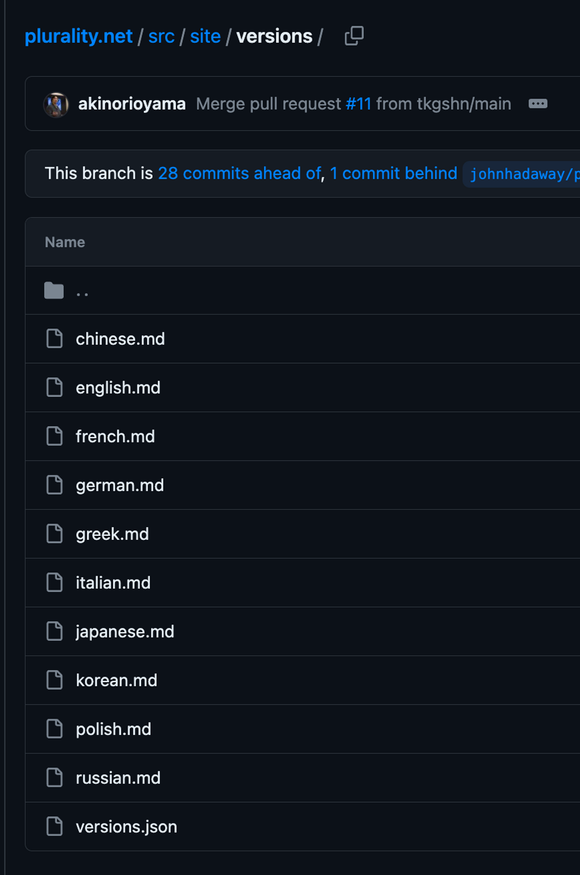 plurality.net / src / site / versions /
akinorioyama Merge pull request #11 from tkgshn/main
This branch is 28 commits ahead of, 1 commit behind johnhadaway/p
Name
..
chinese.md
english.md
french.md
german.md
greek.md
italian.md
japanese.md
korean.md
polish.md
russian.md
versions.json